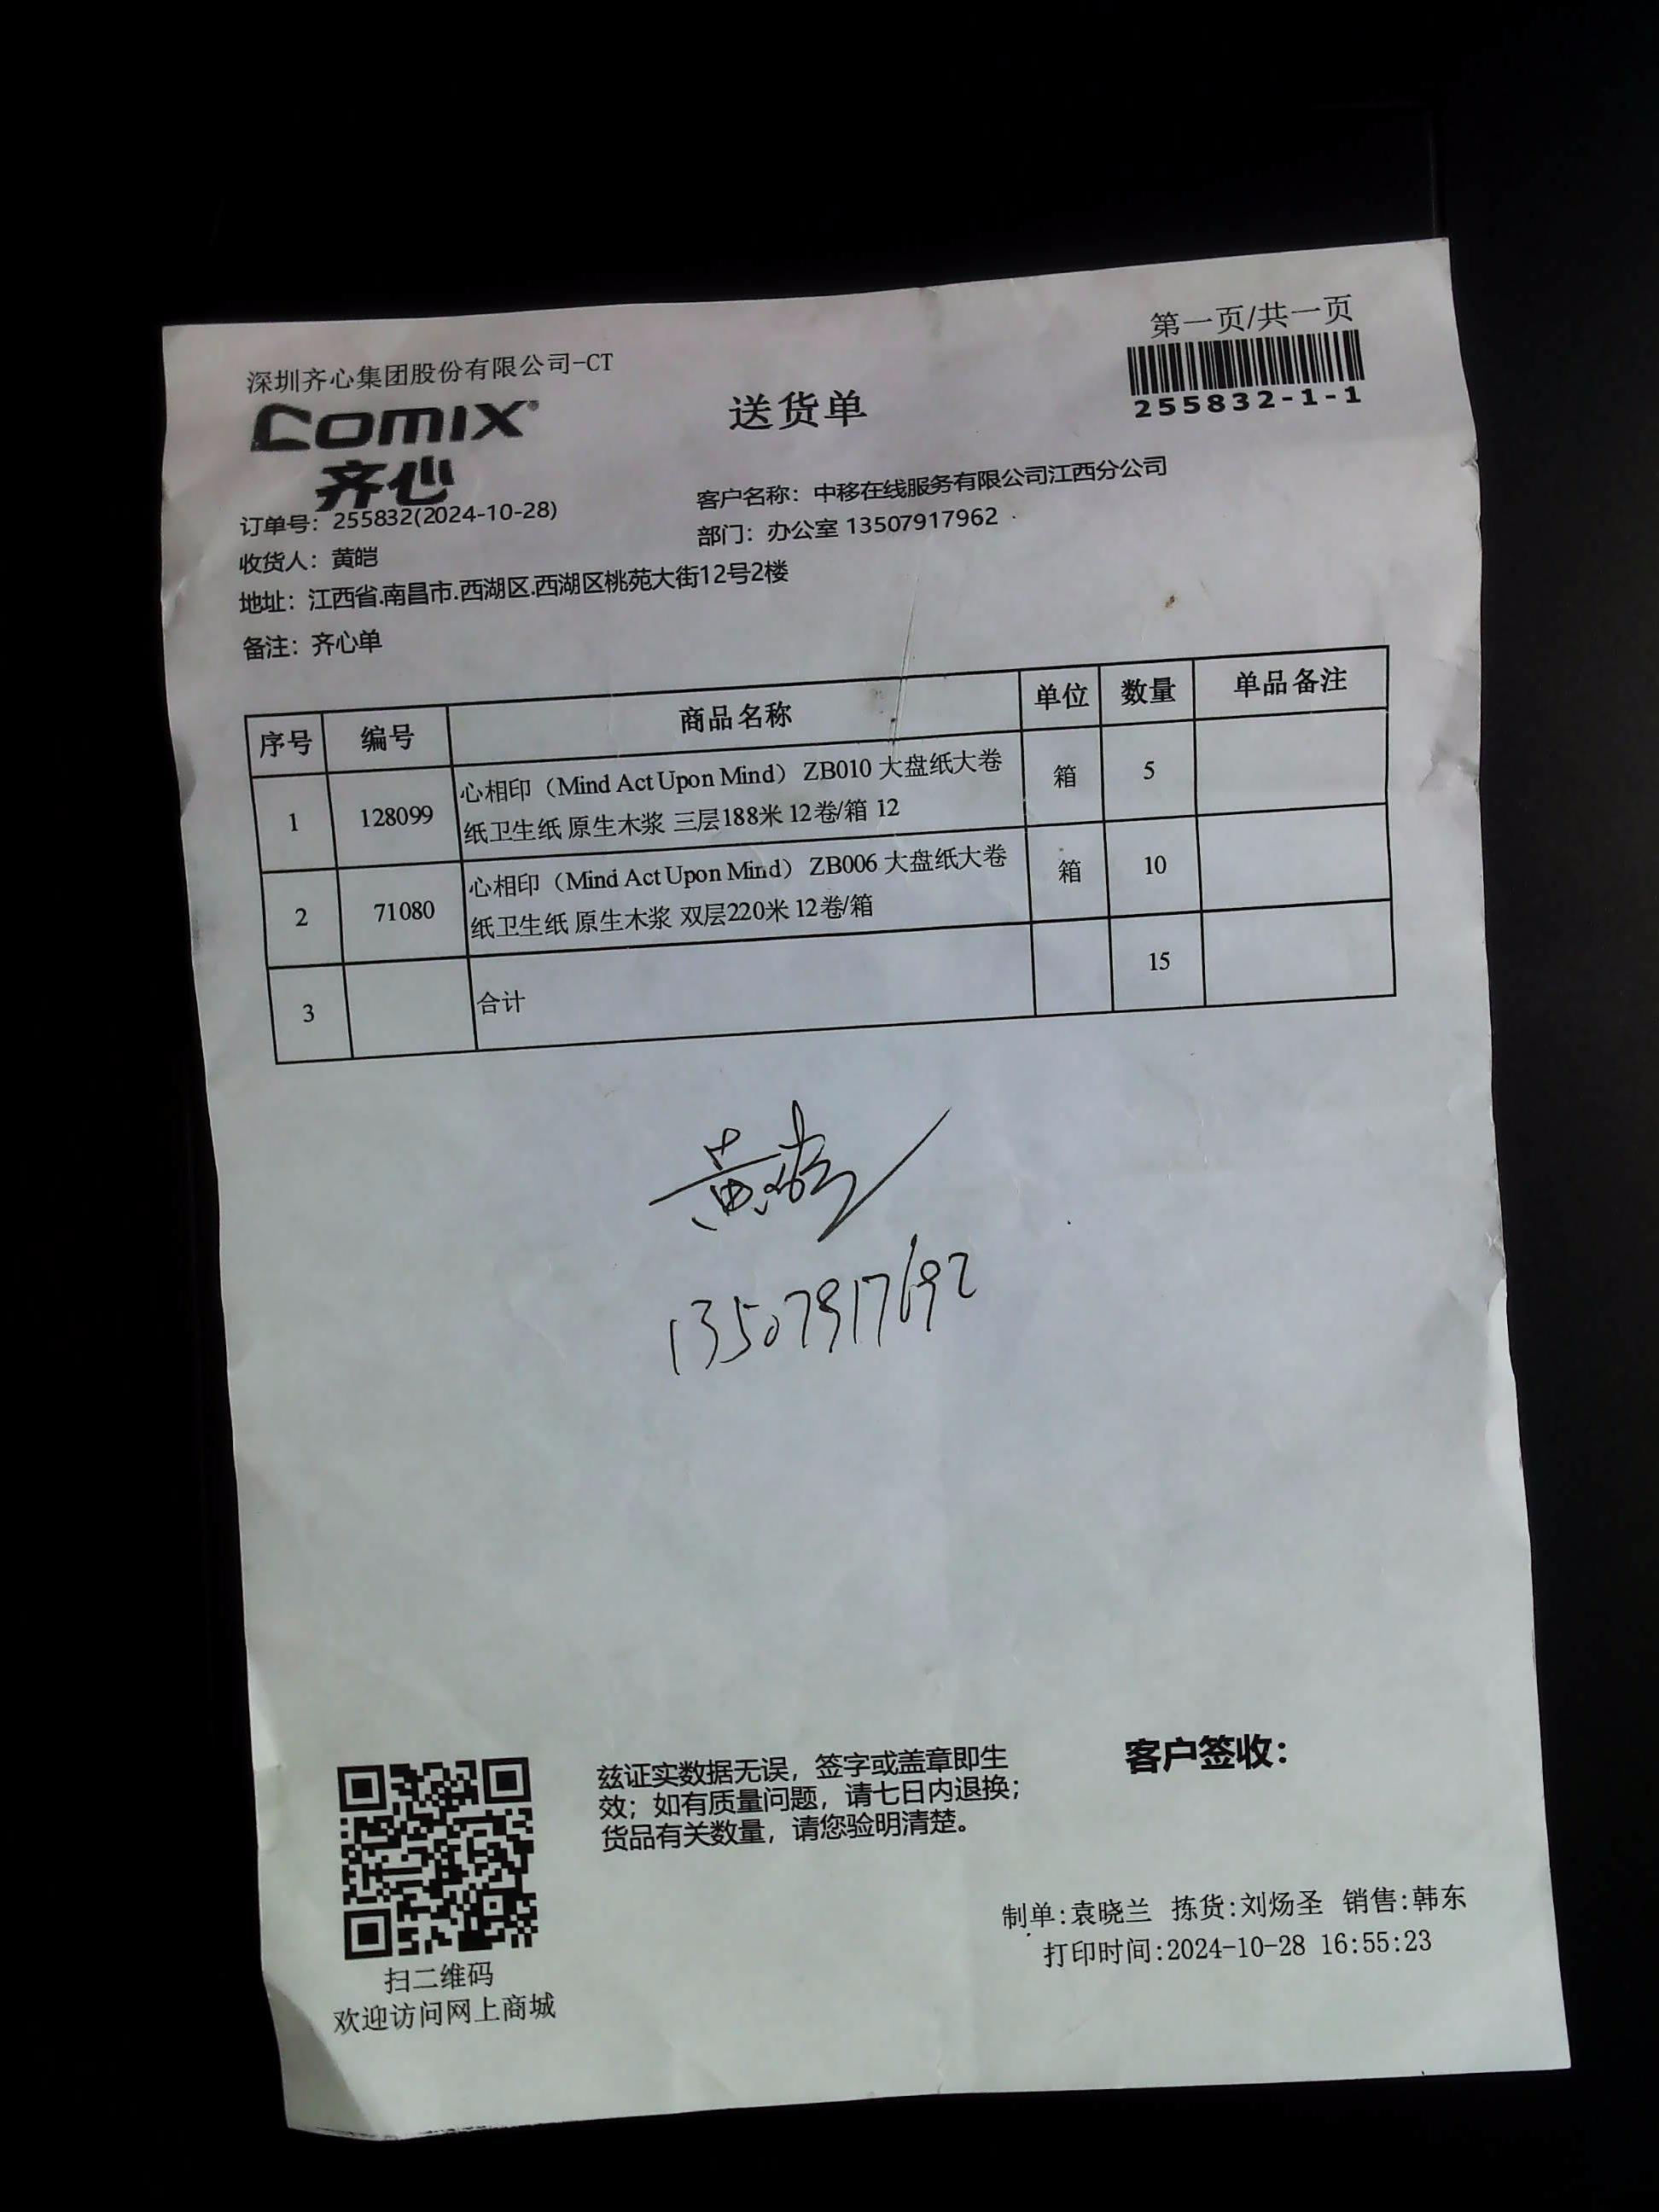 第一页/共一页
深圳齐心集团股份有限公司-CT
COMIX®
齐心
送货单
255832-1-1
订单号：255832(2024-10-28)
客户名称：中移在线服务有限公司江西分公司
收货人：黄皑
部门：办公室 13507917962
地址：江西省.南昌市.西湖区.西湖区桃苑大街12号2楼
备注：齐心单
序号 编号 商品名称 单位 数量 单品备注
1 128099 心相印（Mind Act Upon Mind） ZB010 大盘纸大卷
纸卫生纸 原生木浆 三层188米 12卷/箱 12 箱 5
2 71080 心相印（Mind Act Upon Mind） ZB006 大盘纸大卷
纸卫生纸 原生木浆 双层220米 12卷/箱 箱 10
3 合计 15
黄皑
13507917692
兹证实数据无误，签字或盖章即生
效；如有质量问题，请七日内退换；
货品有关数量，请您验明清楚。
客户签收：
制单:袁晓兰 拣货:刘炀圣 销售:韩东
打印时间:2024-10-28 16:55:23
扫二维码
欢迎访问网上商城